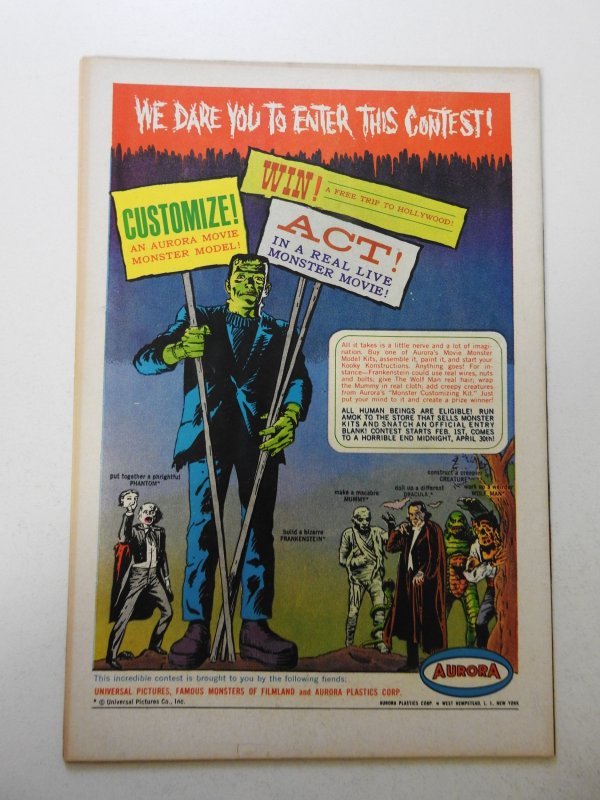 WE DARE YOU TO ENTER THIS CONTEST!
WIN! A FREE TRIP TO HOLLYWOOD!
CUSTOMIZE!
AN AURORA MOVIE
MONSTER MODEL!
ACT!
IN A REAL LIVE
MONSTER MOVIE!
All it takes is a little nerve and a lot of imagi-
nation. Buy one of Aurora's Movie Monster
Model Kits, assemble it, paint it, and start your
Kooky Konstructions. Anything goes! For in-
stance—Frankenstein could use real wires, nuts
and bolts; give The Wolf Man real hair; wrap
the Mummy in real cloth; add creepy creatures
from Aurora's "Monster Customizing Kit." Just
put your mind to it and create a prize winner!
ALL HUMAN BEINGS ARE ELIGIBLE! RUN
AMOK TO THE STORE THAT SELLS MONSTER
KITS AND SNATCH AN OFFICIAL ENTRY
BLANK! CONTEST STARTS FEB. 1ST, COMES
TO A HORRIBLE END MIDNIGHT, APRIL 30th!
put together a phrightful
PHANTOM*
build a bizarre
FRANKENSTEIN*
make a macabre
MUMMY*
doll up a different
DRACULA*
construct a creepier
CREATURE*
work up a weirder
WOLF MAN*
AURORA
This incredible contest is brought to you by the following fiends:
UNIVERSAL PICTURES, FAMOUS MONSTERS OF FILMLAND and AURORA PLASTICS CORP.
* © Universal Pictures Co., Inc.
AURORA PLASTICS CORP. • WEST HEMPSTEAD, L. I., NEW YORK